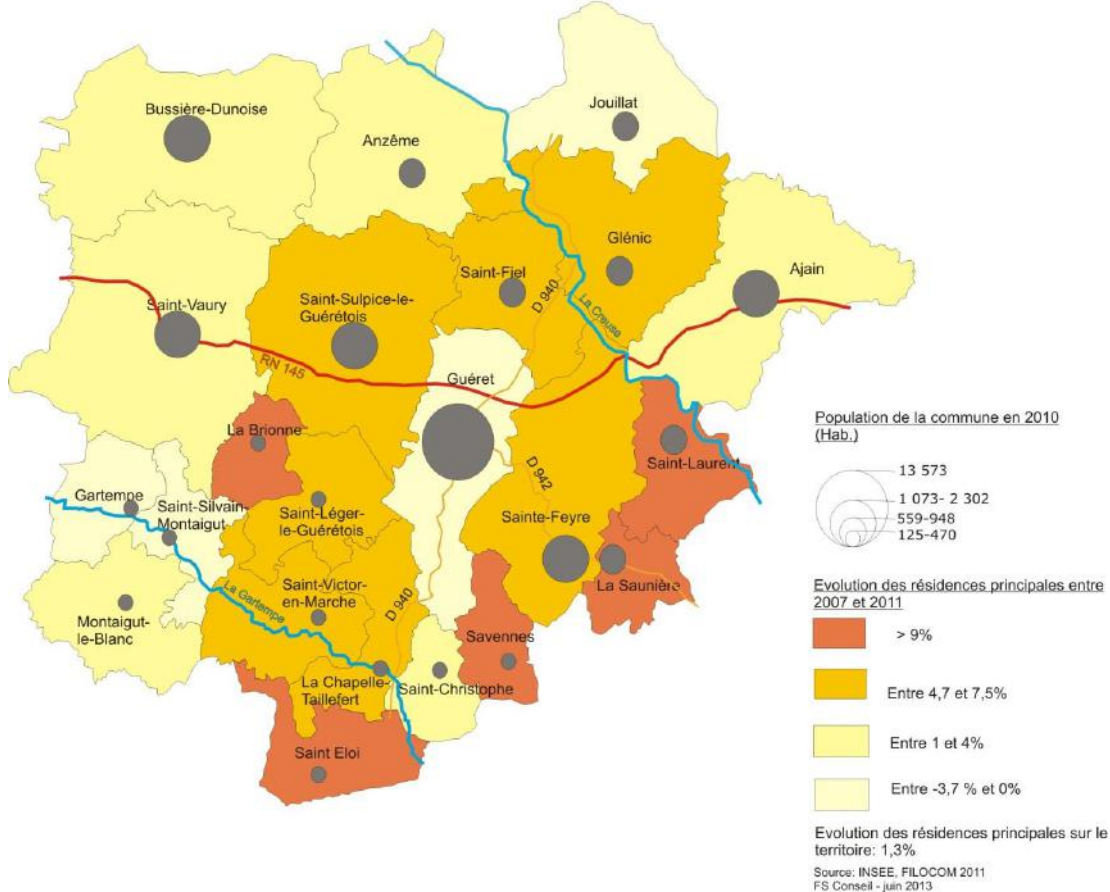 Bussière-Dunoise
Anzême
Jouillat
Glénic
Saint-Fiel
Ajain
D 940
La Creuse
Saint-Vaury
Saint-Sulpice-le-
Guérétois
RN 145
Guéret
La Brionne
Saint-Laurent
D 942
Gartempe
Saint-Silvain-
Montaigut
Saint-Léger-
le-Guérétois
Sainte-Feyre
La Saunière
La Gartempe
Saint-Victor-
en-Marche
D 940
Montaigut-
le-Blanc
Savennes
La Chapelle-
Taillefert
Saint-Christophe
Saint Eloi
Population de la commune en 2010
(Hab.)
13 573
1 073- 2 302
559-948
125-470
Evolution des résidences principales entre
2007 et 2011
> 9%
Entre 4,7 et 7,5%
Entre 1 et 4%
Entre -3,7 % et 0%
Evolution des résidences principales sur le
territoire: 1,3%
Source: INSEE, FILOCOM 2011
FS Conseil - juin 2013